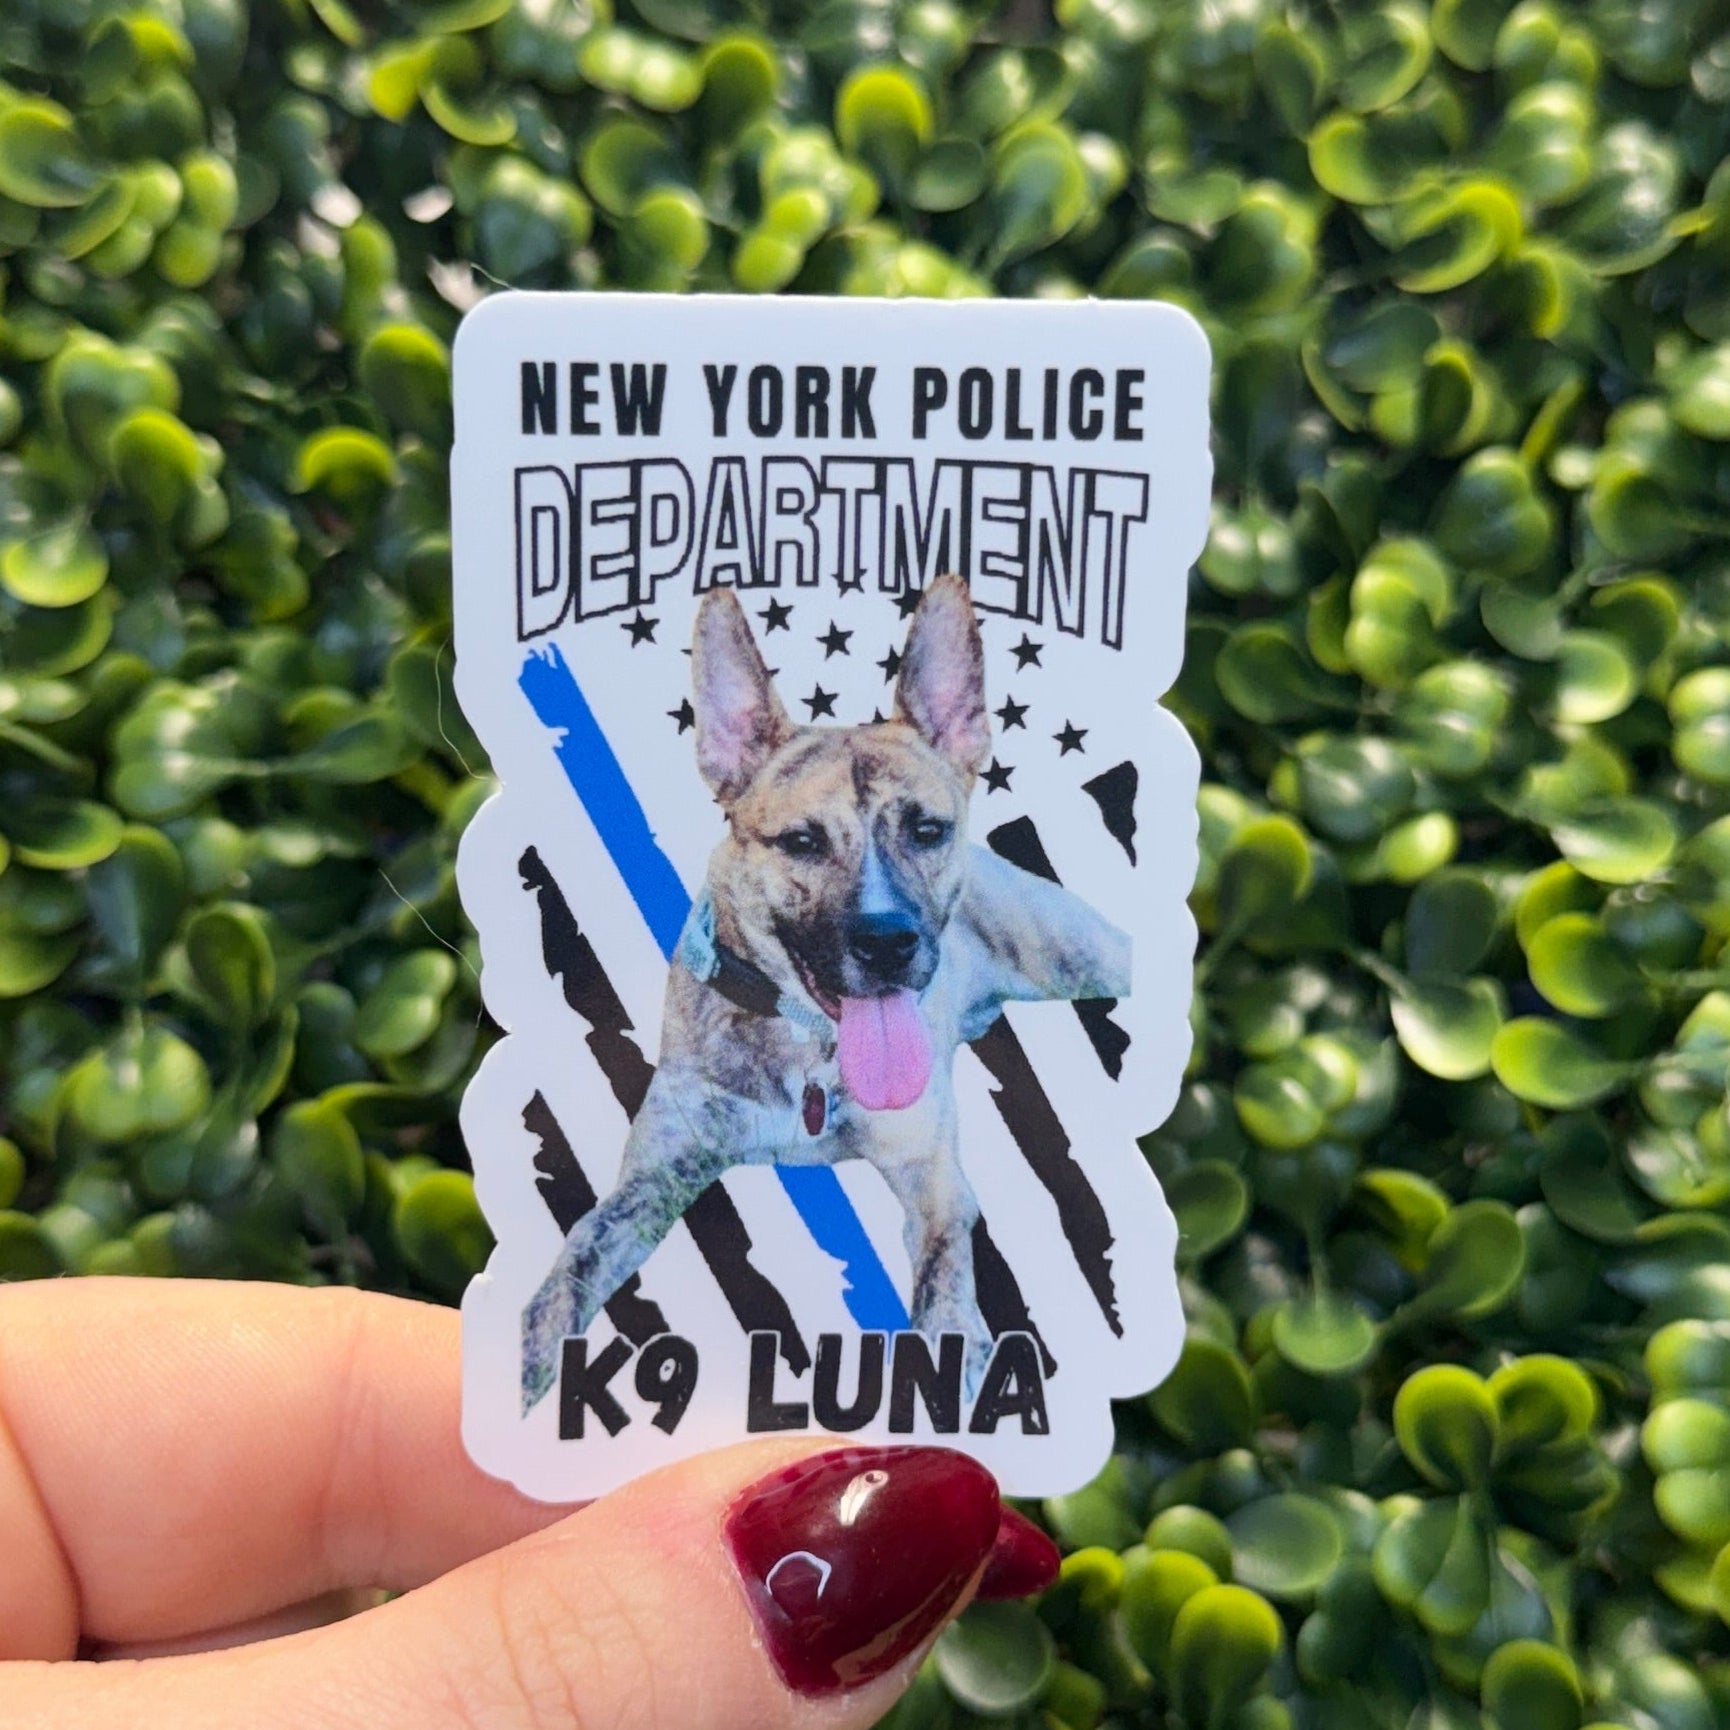 NEW YORK POLICE
DEPARTMENT
K9 LUNA